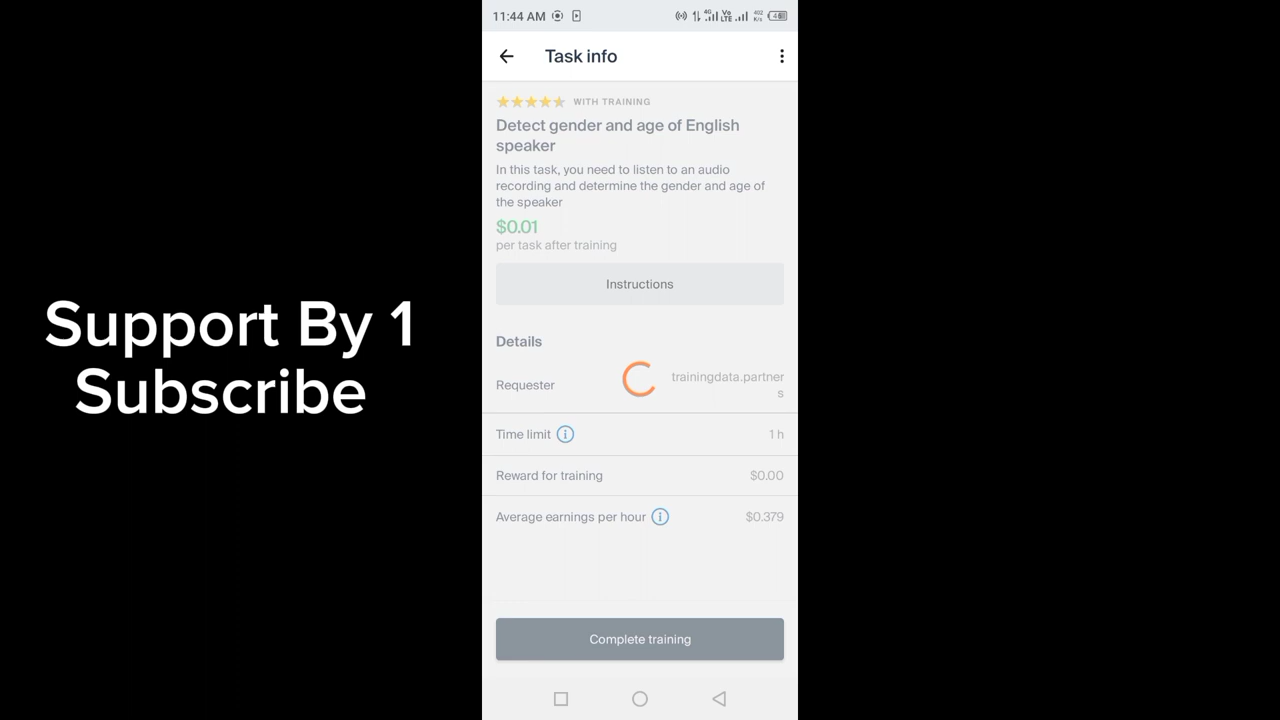 Support By 1
Subscribe
11:44 AM
Task info
WITH TRAINING
Detect gender and age of English
speaker
In this task, you need to listen to an audio
recording and determine the gender and age of
the speaker
$0.01
per task after training
Instructions
Details
Requester
trainingdata.partner
s
Time limit
1 h
Reward for training
$0.00
Average earnings per hour
$0.379
Complete training